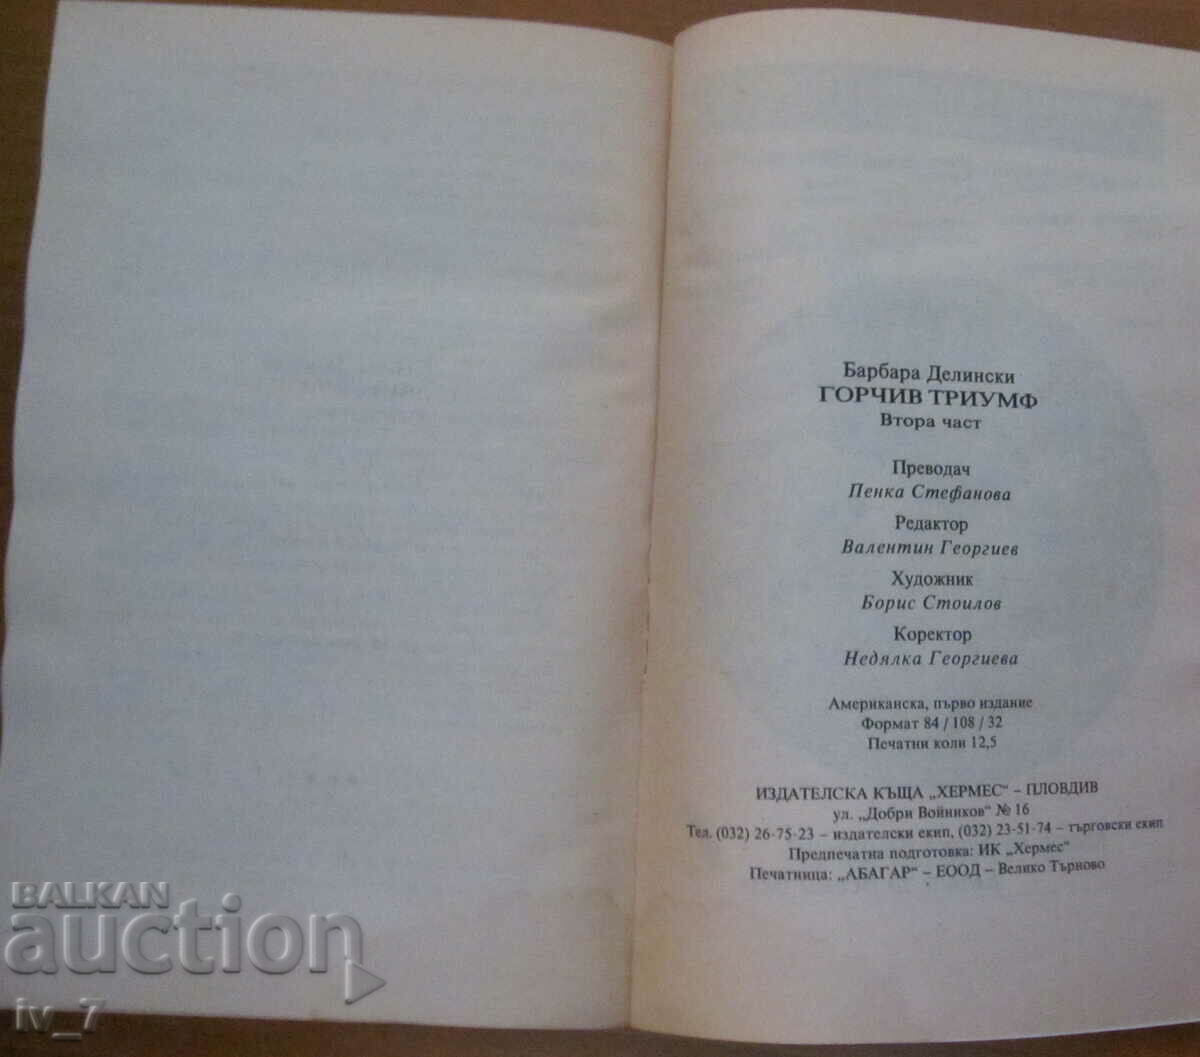 Барбара Делински
ГОРЧИВ ТРИУМФ
Втора част
Преводач
Пенка Стефанова
Редактор
Валентин Георгиев
Художник
Борис Стоилов
Коректор
Недялка Георгиева
Американска, първо издание
Формат 84 / 108 / 32
Печатни коли 12,5
ИЗДАТЕЛСКА КЪЩА „ХЕРМЕС“ – ПЛОВДИВ
ул. „Добри Войников“ № 16
Тел. (032) 26-75-23 – издателски екип, (032) 23-51-74 – търговски екип
Предпечатна подготовка: ИК „Хермес“
Печатница: „АБАГАР“ – ЕООД – Велико Търново
BALKAN
auction
iv_7